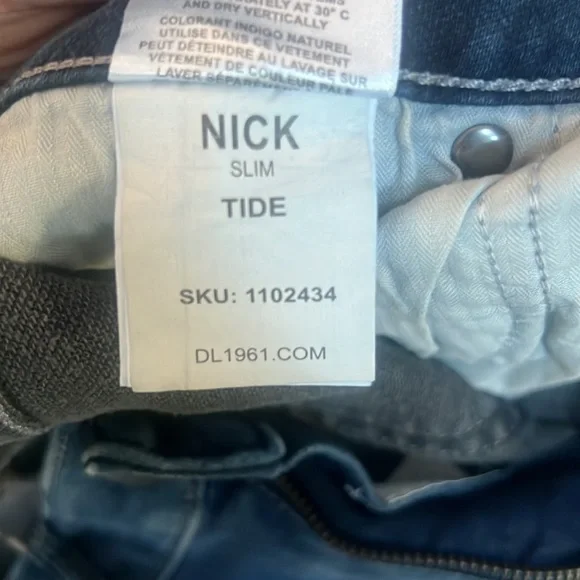 AT 30° C
AND DRY VERTICALLY
COLORANT INDIGO NATUREL
UTILISE DANS CE VETEMENT
PEUT DÉTEINDRE AU LAVAGE SUR
VÊTEMENT DE COULEUR PALE
LAVER SÉPARÉMENT
NICK
SLIM
TIDE
SKU: 1102434
DL1961.COM